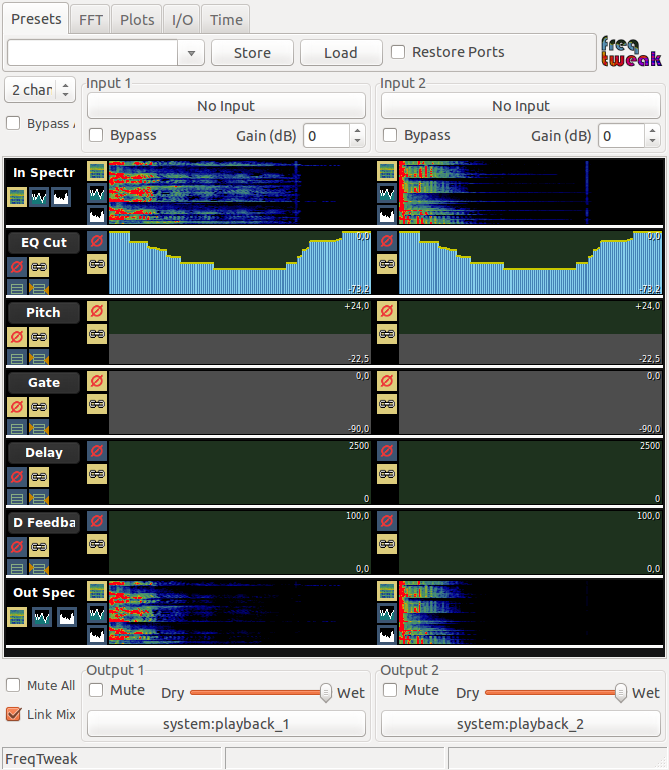 Presets FFT Plots I/O Time
Store Load Restore Ports
freq
tweak
2 char
Input 1 Input 2
No Input No Input
Bypass Bypass Gain (dB) 0 Bypass Gain (dB) 0
In Spectr
EQ Cut 0,0 0,0
-73,2 -73,2
Pitch +24,0 +24,0
-22,5 -22,5
Gate 0,0 0,0
-90,0 -90,0
Delay 2500 2500
0 0
D Feedba 100,0 100,0
0,0 0,0
Out Spec
Output 1 Output 2
Mute All Mute Dry Wet Mute Dry Wet
Link Mix system:playback_1 system:playback_2
FreqTweak